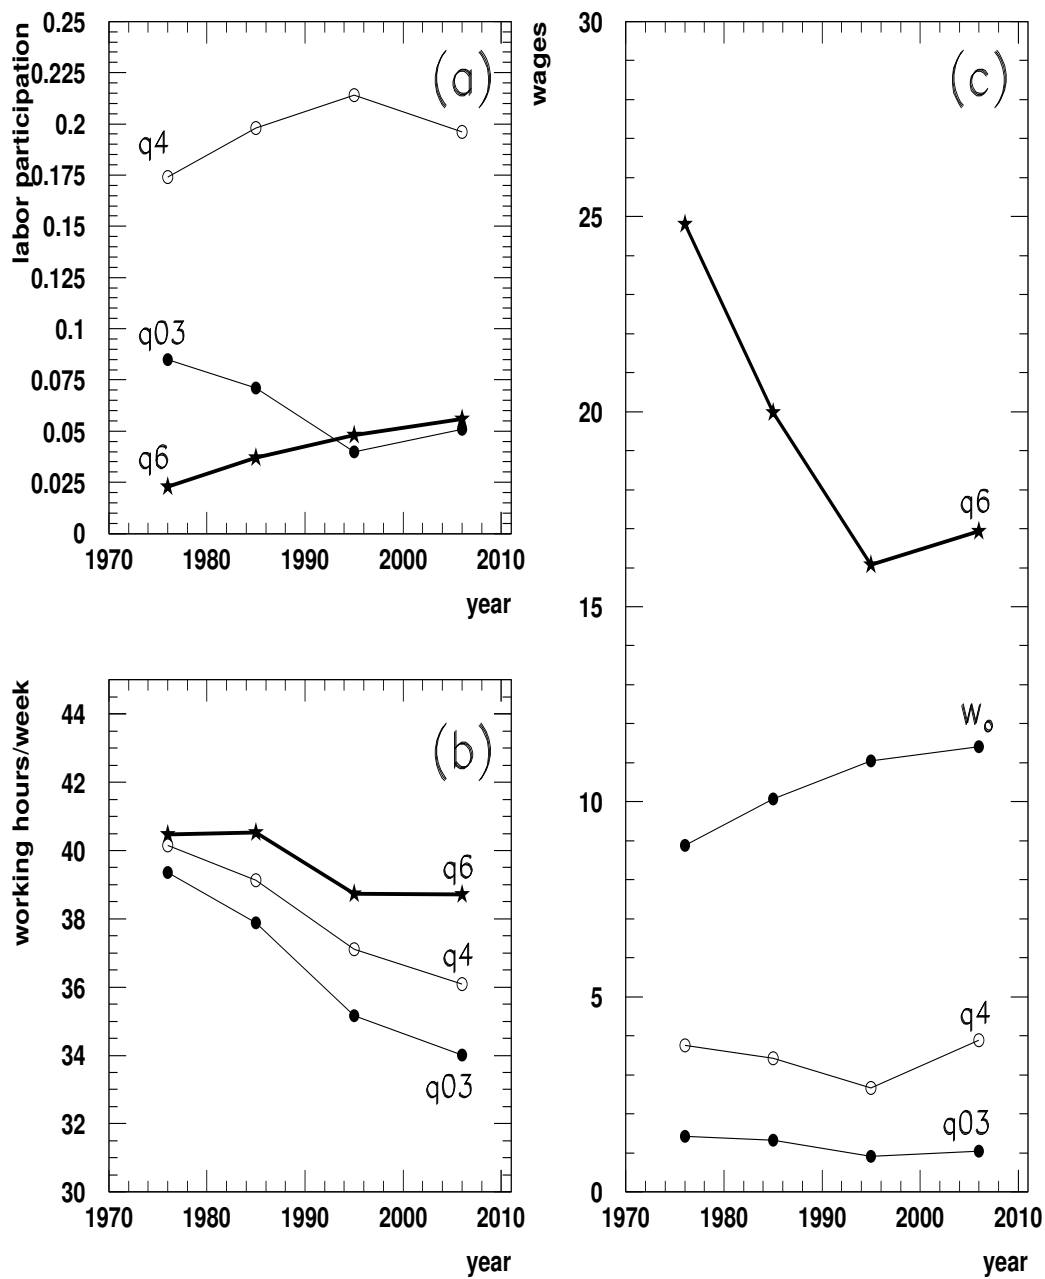 labor participation
0.25
0.225
0.2
0.175
0.15
0.125
0.1
0.075
0.05
0.025
0
(a)
q4
q03
q6
1970 1980 1990 2000 2010
year
working hours/week
44
42
40
38
36
34
32
30
(b)
q6
q4
q03
1970 1980 1990 2000 2010
year
wages
30
25
20
15
10
5
0
(c)
q6
W₀
q4
q03
1970 1980 1990 2000 2010
year